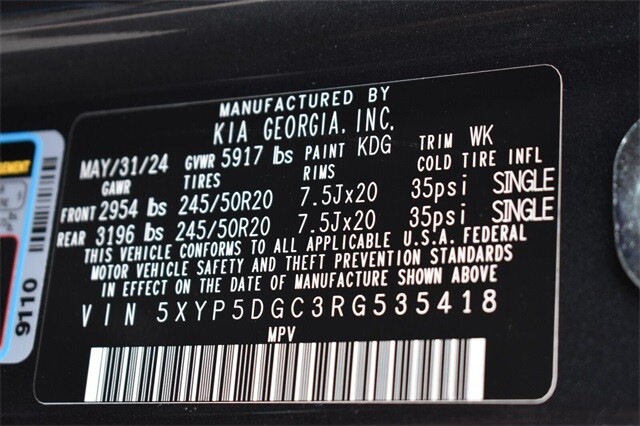 MANUFACTURED BY
KIA GEORGIA, INC.
MAY/31/24 GVWR 5917 lbs PAINT KDG TRIM WK
GAWR TIRES RIMS COLD TIRE INFL
FRONT 2954 lbs 245/50R20 7.5Jx20 35psi SINGLE
REAR 3196 lbs 245/50R20 7.5Jx20 35psi SINGLE
THIS VEHICLE CONFORMS TO ALL APPLICABLE U.S.A. FEDERAL
MOTOR VEHICLE SAFETY AND THEFT PREVENTION STANDARDS
IN EFFECT ON THE DATE OF MANUFACTURE SHOWN ABOVE
VIN 5XYP5DGC3RG535418
MPV
9110